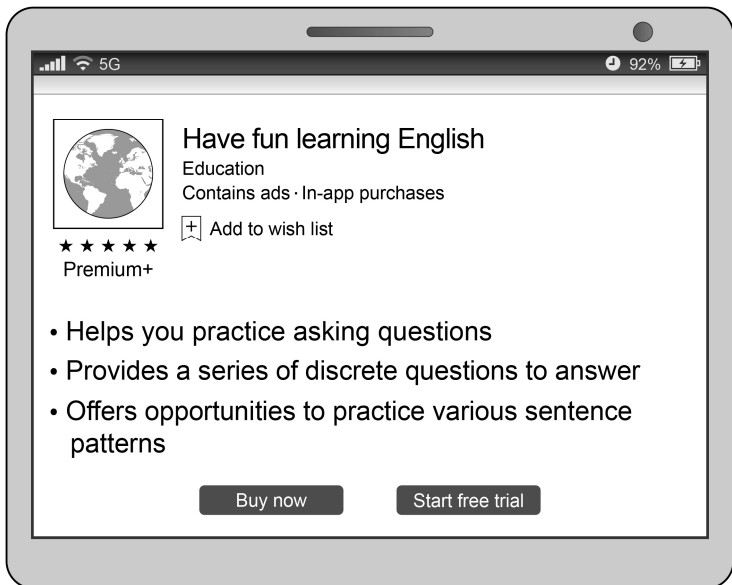 5G
92%
Have fun learning English
Education
Contains ads · In-app purchases
Add to wish list
★ ★ ★ ★ ★
Premium+
• Helps you practice asking questions
• Provides a series of discrete questions to answer
• Offers opportunities to practice various sentence
patterns
Buy now
Start free trial